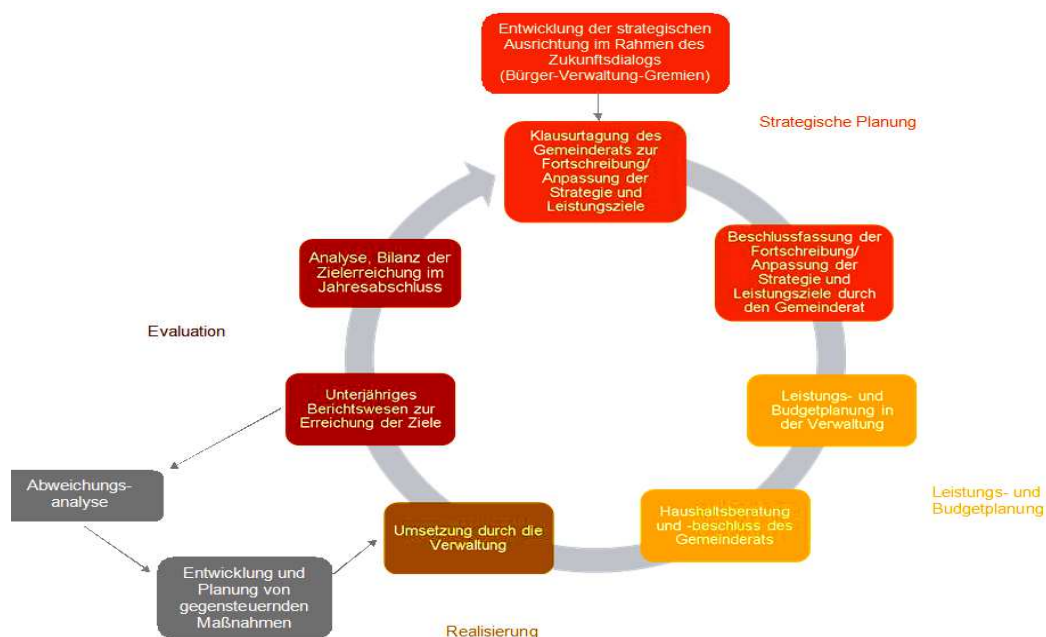 Entwicklung der strategischen
Ausrichtung im Rahmen des
Zukunftsdialogs
(Bürger-Verwaltung-Gremien)
Strategische Planung
Klausurtagung des
Gemeinderats zur
Fortschreibung/
Anpassung der
Strategie und
Leistungsziele
Beschlussfassung der
Fortschreibung/
Anpassung der
Strategie und
Leistungsziele durch
den Gemeinderat
Leistungs- und
Budgetplanung in
der Verwaltung
Leistungs- und
Budgetplanung
Haushaltsberatung
und -beschluss des
Gemeinderats
Umsetzung durch die
Verwaltung
Realisierung
Unterjähriges
Berichtswesen zur
Erreichung der Ziele
Abweichungs-
analyse
Entwicklung und
Planung von
gegensteuernden
Maßnahmen
Evaluation
Analyse, Bilanz der
Zielerreichung im
Jahresabschluss